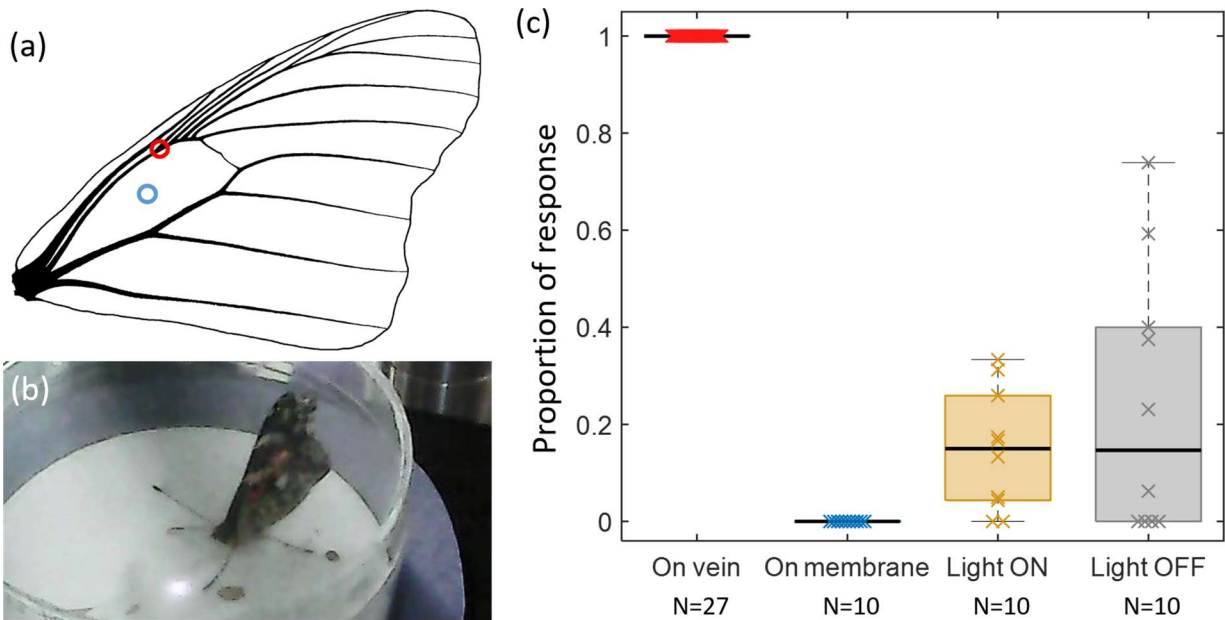 (a)
(b)
(c)
Proportion of response
1
0.8
0.6
0.4
0.2
0
On vein On membrane Light ON Light OFF
N=27 N=10 N=10 N=10